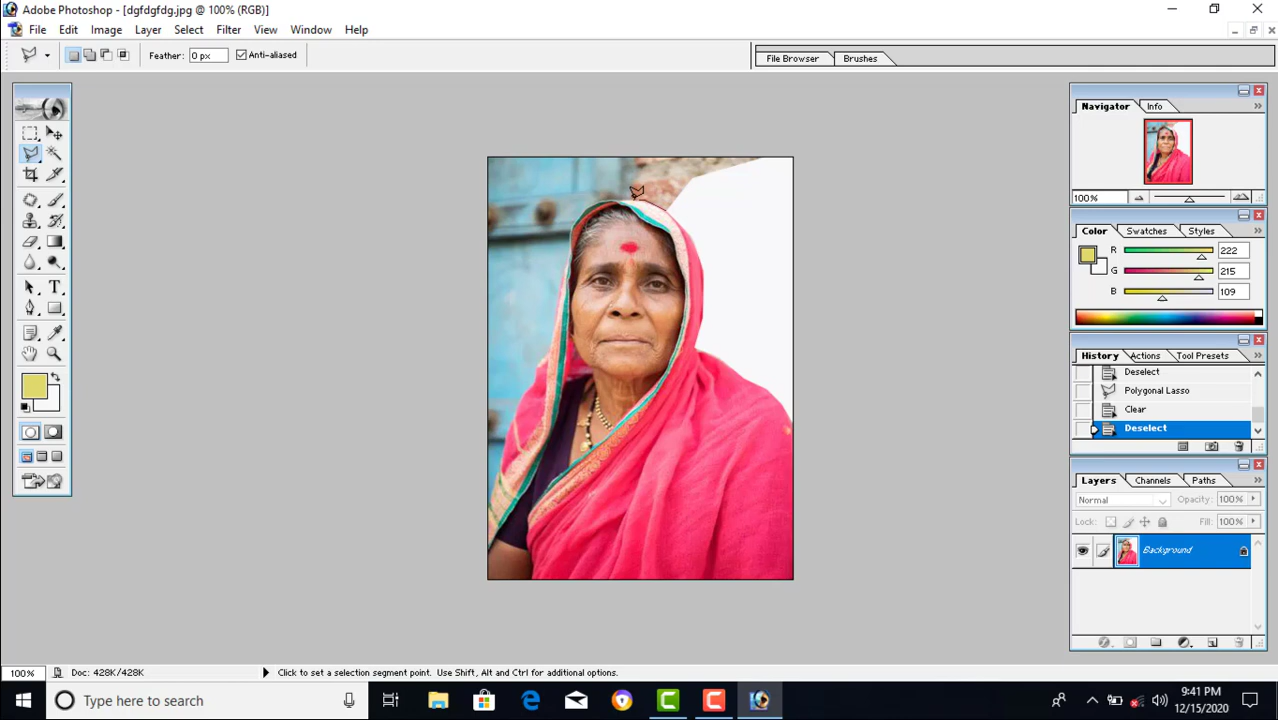 Adobe Photoshop - [dgfdgfdg.jpg @ 100% (RGB)]
File Edit Image Layer Select Filter View Window Help
Feather: 0 px Anti-aliased
File Browser Brushes
Navigator Info
100%
Color Swatches Styles
R 222
G 215
B 109
History Actions Tool Presets
Deselect
Polygonal Lasso
Clear
Deselect
Layers Channels Paths
Normal Opacity: 100%
Lock: Fill: 100%
Background
100% Doc: 428K/428K Click to set a selection segment point. Use Shift, Alt and Ctrl for additional options.
Type here to search
9:41 PM
12/15/2020